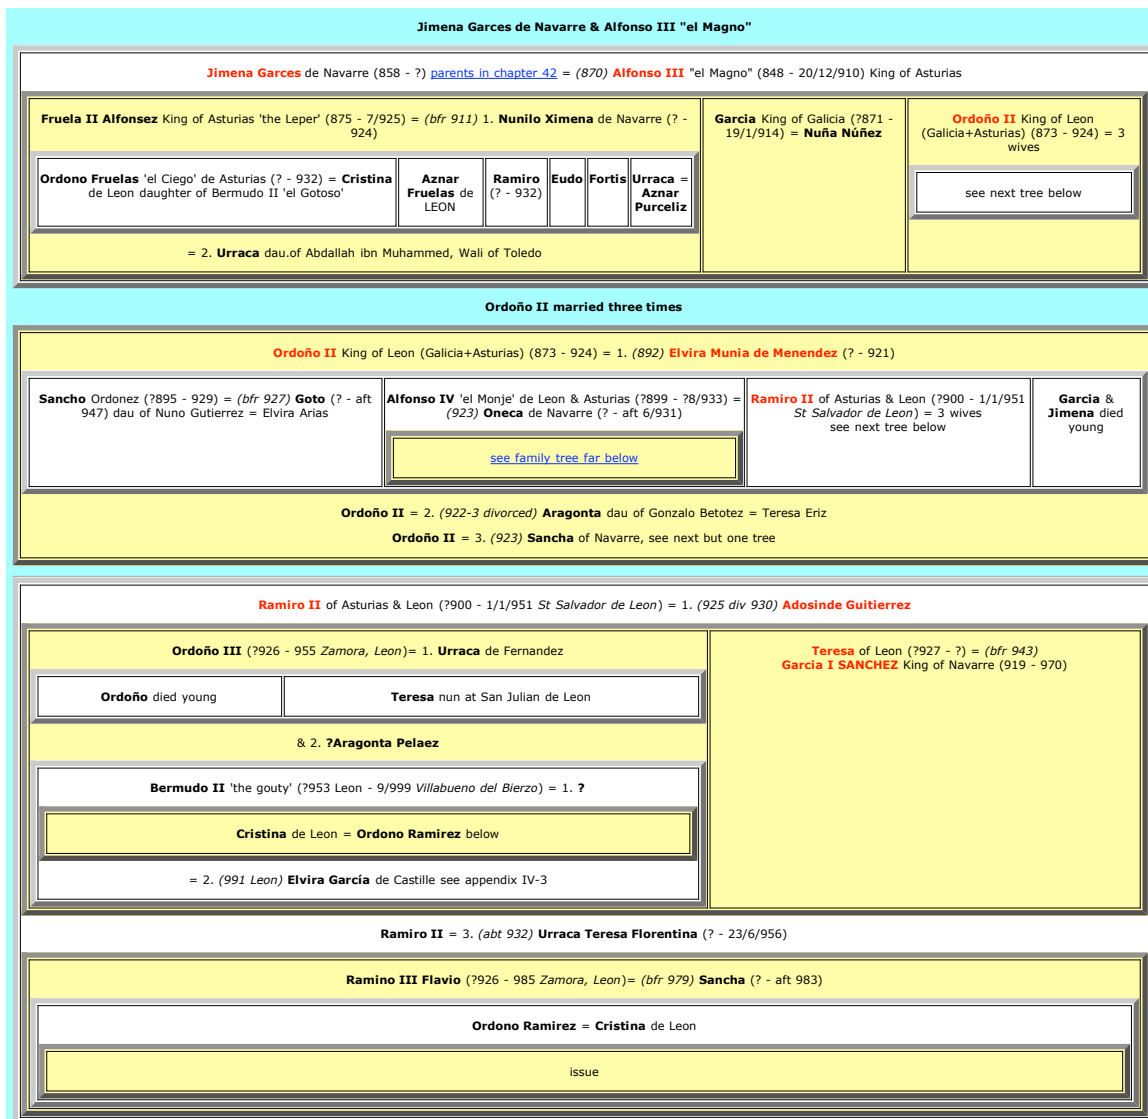 Jimena Garces de Navarre & Alfonso III "el Magno"
Jimena Garces de Navarre (858 - ?) parents in chapter 42 = (870) Alfonso III "el Magno" (848 - 20/12/910) King of Asturias
Fruela II Alfonsez King of Asturias 'the Leper' (875 - 7/925) = (bfr 911) 1. Nunilo Ximena de Navarre (? -
924)
Ordono Fruelas 'el Ciego' de Asturias (? - 932) = Cristina
de Leon daughter of Bermudo II 'el Gotoso'
Aznar
Fruelas de
LEON
Ramiro
(? - 932)
Eudo
Fortis
Urraca =
Aznar
Purceliz
= 2. Urraca dau.of Abdallah ibn Muhammed, Wali of Toledo
Garcia King of Galicia (?871 -
19/1/914) = Nuña Núñez
Ordoño II King of Leon
(Galicia+Asturias) (873 - 924) = 3
wives
see next tree below
Ordoño II married three times
Ordoño II King of Leon (Galicia+Asturias) (873 - 924) = 1. (892) Elvira Munia de Menendez (? - 921)
Sancho Ordonez (?895 - 929) = (bfr 927) Goto (? - aft
947) dau of Nuno Gutierrez = Elvira Arias
Alfonso IV 'el Monje' de Leon & Asturias (?899 - ?8/933) =
(923) Oneca de Navarre (? - aft 6/931)
see family tree far below
Ramiro II of Asturias & Leon (?900 - 1/1/951
St Salvador de Leon) = 3 wives
see next tree below
Garcia &
Jimena died
young
Ordoño II = 2. (922-3 divorced) Aragonta dau of Gonzalo Betotez = Teresa Eriz
Ordoño II = 3. (923) Sancha of Navarre, see next but one tree
Ramiro II of Asturias & Leon (?900 - 1/1/951 St Salvador de Leon) = 1. (925 div 930) Adosinde Guitierrez
Ordoño III (?926 - 955 Zamora, Leon)= 1. Urraca de Fernandez
Ordoño died young
Teresa nun at San Julian de Leon
& 2. ?Aragonta Pelaez
Bermudo II 'the gouty' (?953 Leon - 9/999 Villabueno del Bierzo) = 1. ?
Cristina de Leon = Ordono Ramirez below
= 2. (991 Leon) Elvira García de Castille see appendix IV-3
Teresa of Leon (?927 - ?) = (bfr 943)
Garcia I SANCHEZ King of Navarre (919 - 970)
Ramiro II = 3. (abt 932) Urraca Teresa Florentina (? - 23/6/956)
Ramino III Flavio (?926 - 985 Zamora, Leon)= (bfr 979) Sancha (? - aft 983)
Ordono Ramirez = Cristina de Leon
issue